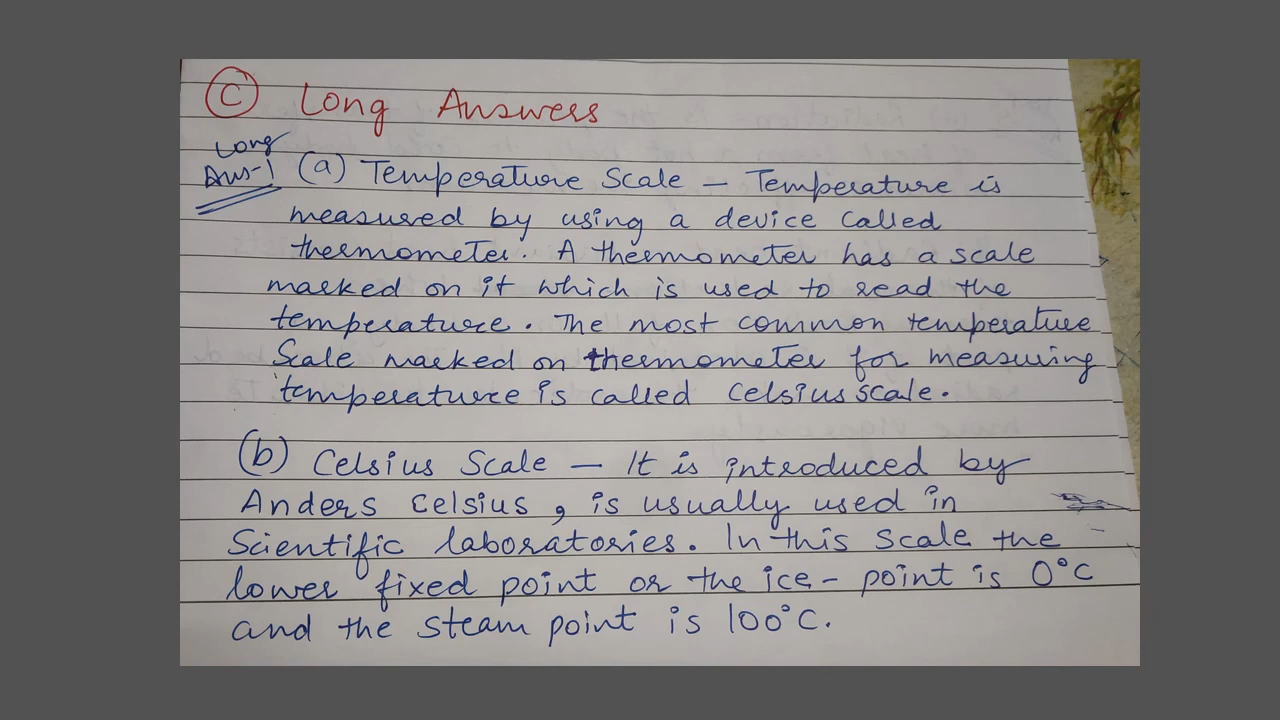 C Long Answers
Long
Ans-1 (a) Temperature Scale – Temperature is
measured by using a device called
thermometer. A thermometer has a scale
marked on it which is used to read the
temperature. The most common temperature
Scale marked on thermometer for measuring
temperature is called Celsius scale.
(b) Celsius Scale – It is introduced by
Anders Celsius, is usually used in
Scientific laboratories. In this scale the
lower fixed point or the ice-point is 0°C
and the steam point is 100°C.